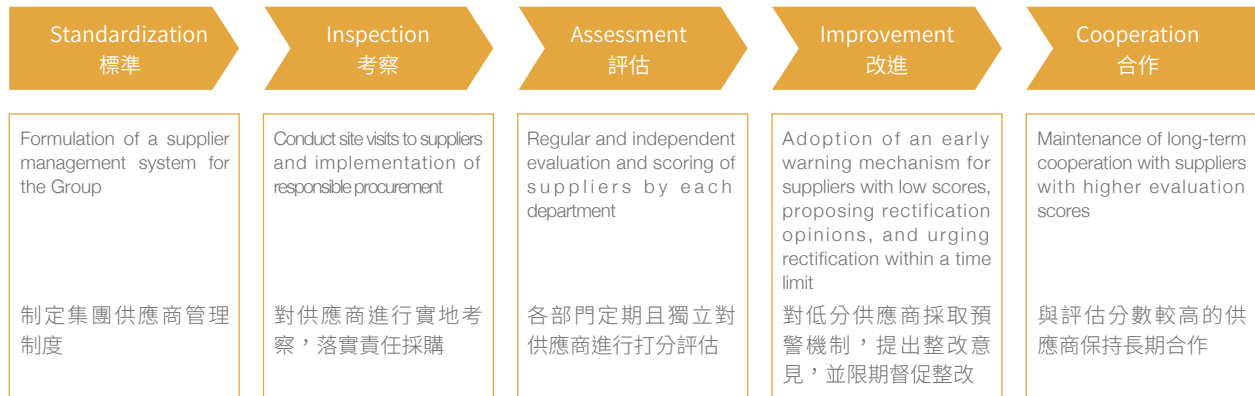 Standardization
標準
Inspection
考察
Assessment
評估
Improvement
改進
Cooperation
合作
Formulation of a supplier
management system for
the Group
制定集團供應商管理
制度
Conduct site visits to suppliers
and implementation of
responsible procurement
對供應商進行實地考
察，落實責任採購
Regular and independent
evaluation and scoring of
suppliers by each
department
各部門定期且獨立對
供應商進行打分評估
Adoption of an early
warning mechanism for
suppliers with low scores,
proposing rectification
opinions, and urging
rectification within a time
limit
對低分供應商採取預
警機制，提出整改意
見，並限期督促整改
Maintenance of long-term
cooperation with suppliers
with higher evaluation
scores
與評估分數較高的供
應商保持長期合作